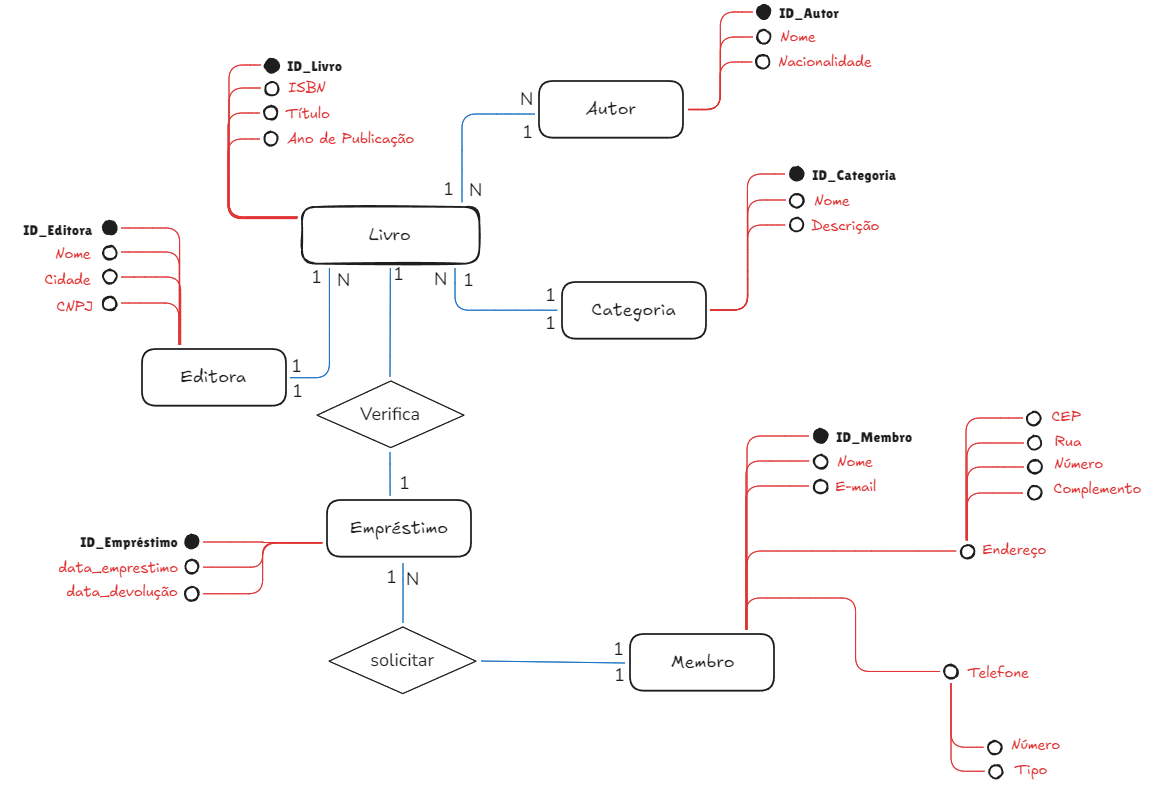 ID_Autor
Nome
Nacionalidade
ID_Livro
ISBN
Título
Ano de Publicação
N
1
Autor
1 N
Livro
ID_Categoria
Nome
Descrição
ID_Editora
Nome
Cidade
CNPJ
1 N
1
N 1
1
1
Categoria
Editora
1
1
Verifica
1
Empréstimo
ID_Empréstimo
data_emprestimo
data_devolução
1 N
solicitar
1
1
Membro
ID_Membro
Nome
E-mail
CEP
Rua
Número
Complemento
Endereço
Telefone
Número
Tipo